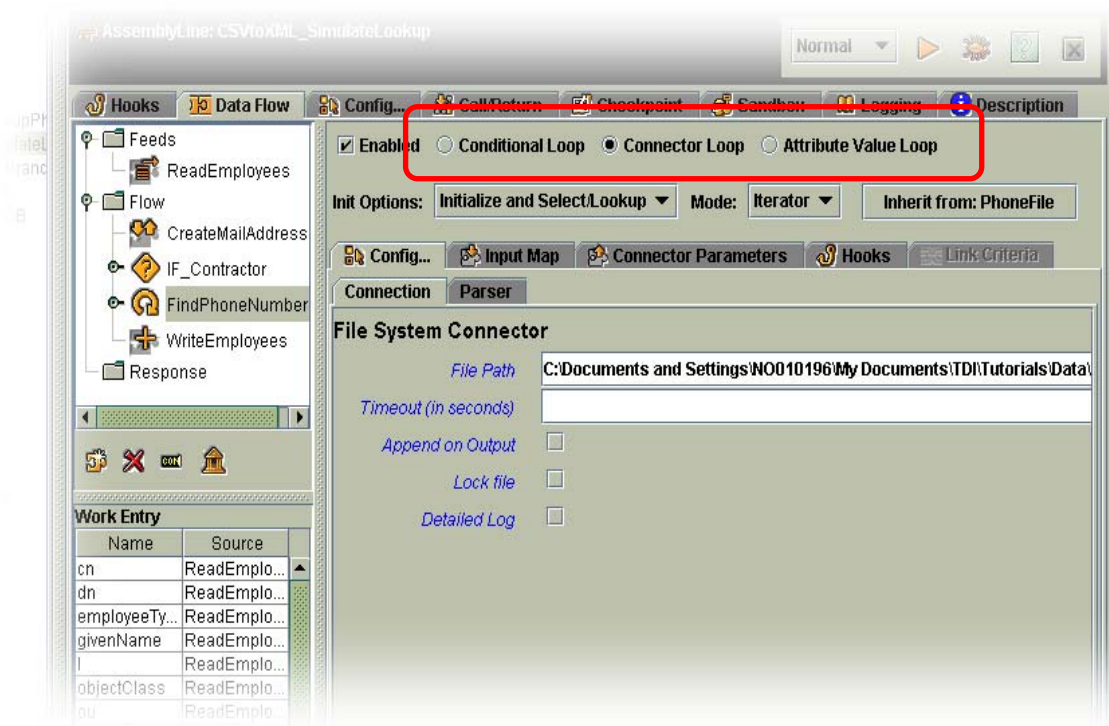 AssemblyLine: CSVtoXML_SimulateLookup
Normal
Hooks Data Flow Config... Call/Return Checkpoint Sandbox Logging Description
Feeds
ReadEmployees
Flow
CreateMailAddress
IF_Contractor
FindPhoneNumber
WriteEmployees
Response
Work Entry
Name Source
cn ReadEmplo...
dn ReadEmplo...
employeeTy... ReadEmplo...
givenName ReadEmplo...
l ReadEmplo...
objectClass ReadEmplo...
ou ReadEmplo...
Enabled Conditional Loop Connector Loop Attribute Value Loop
Init Options: Initialize and Select/Lookup Mode: Iterator Inherit from: PhoneFile
Config... Input Map Connector Parameters Hooks Link Criteria
Connection Parser
File System Connector
File Path C:\Documents and Settings\NO010196\My Documents\TDI\Tutorials\Data\
Timeout (in seconds)
Append on Output
Lock file
Detailed Log